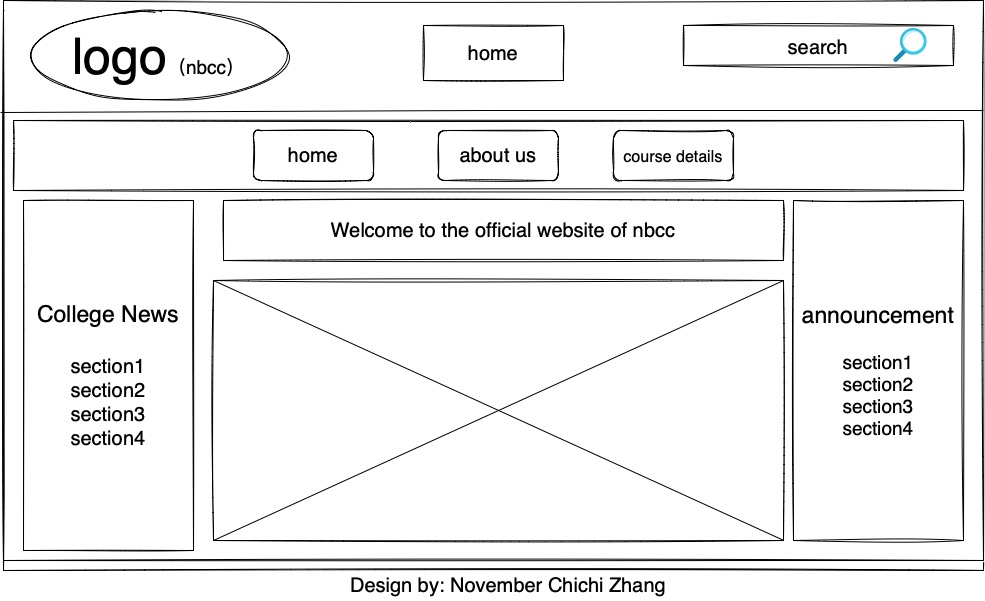 logo (nbcc)
home
search
home
about us
course details
Welcome to the official website of nbcc
College News
section1
section2
section3
section4
announcement
section1
section2
section3
section4
Design by: November Chichi Zhang